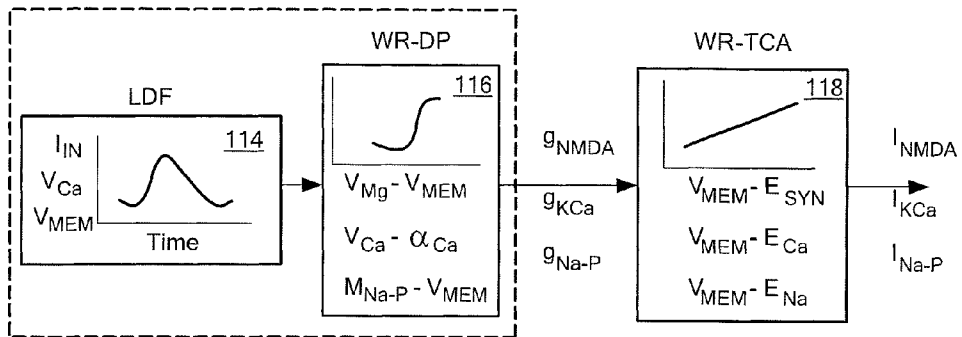 LDF
114
I_IN
V_Ca
V_MEM
Time
WR-DP
116
V_Mg - V_MEM
V_Ca - α_Ca
M_Na-P - V_MEM
g_NMDA
g_KCa
g_Na-P
WR-TCA
118
V_MEM - E_SYN
V_MEM - E_Ca
V_MEM - E_Na
I_NMDA
I_KCa
I_Na-P